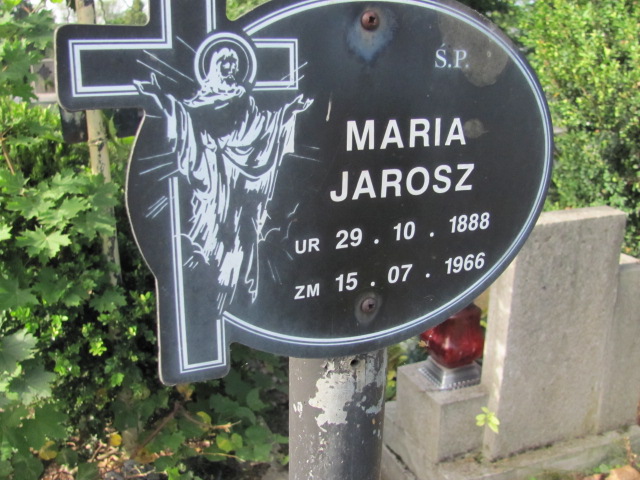 Ś.P.
MARIA
JAROSZ
UR 29 . 10 . 1888
ZM 15 . 07 . 1966